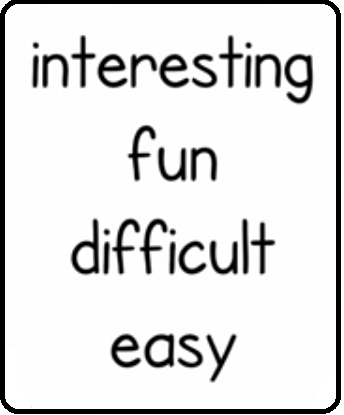 interesting
fun
difficult
easy